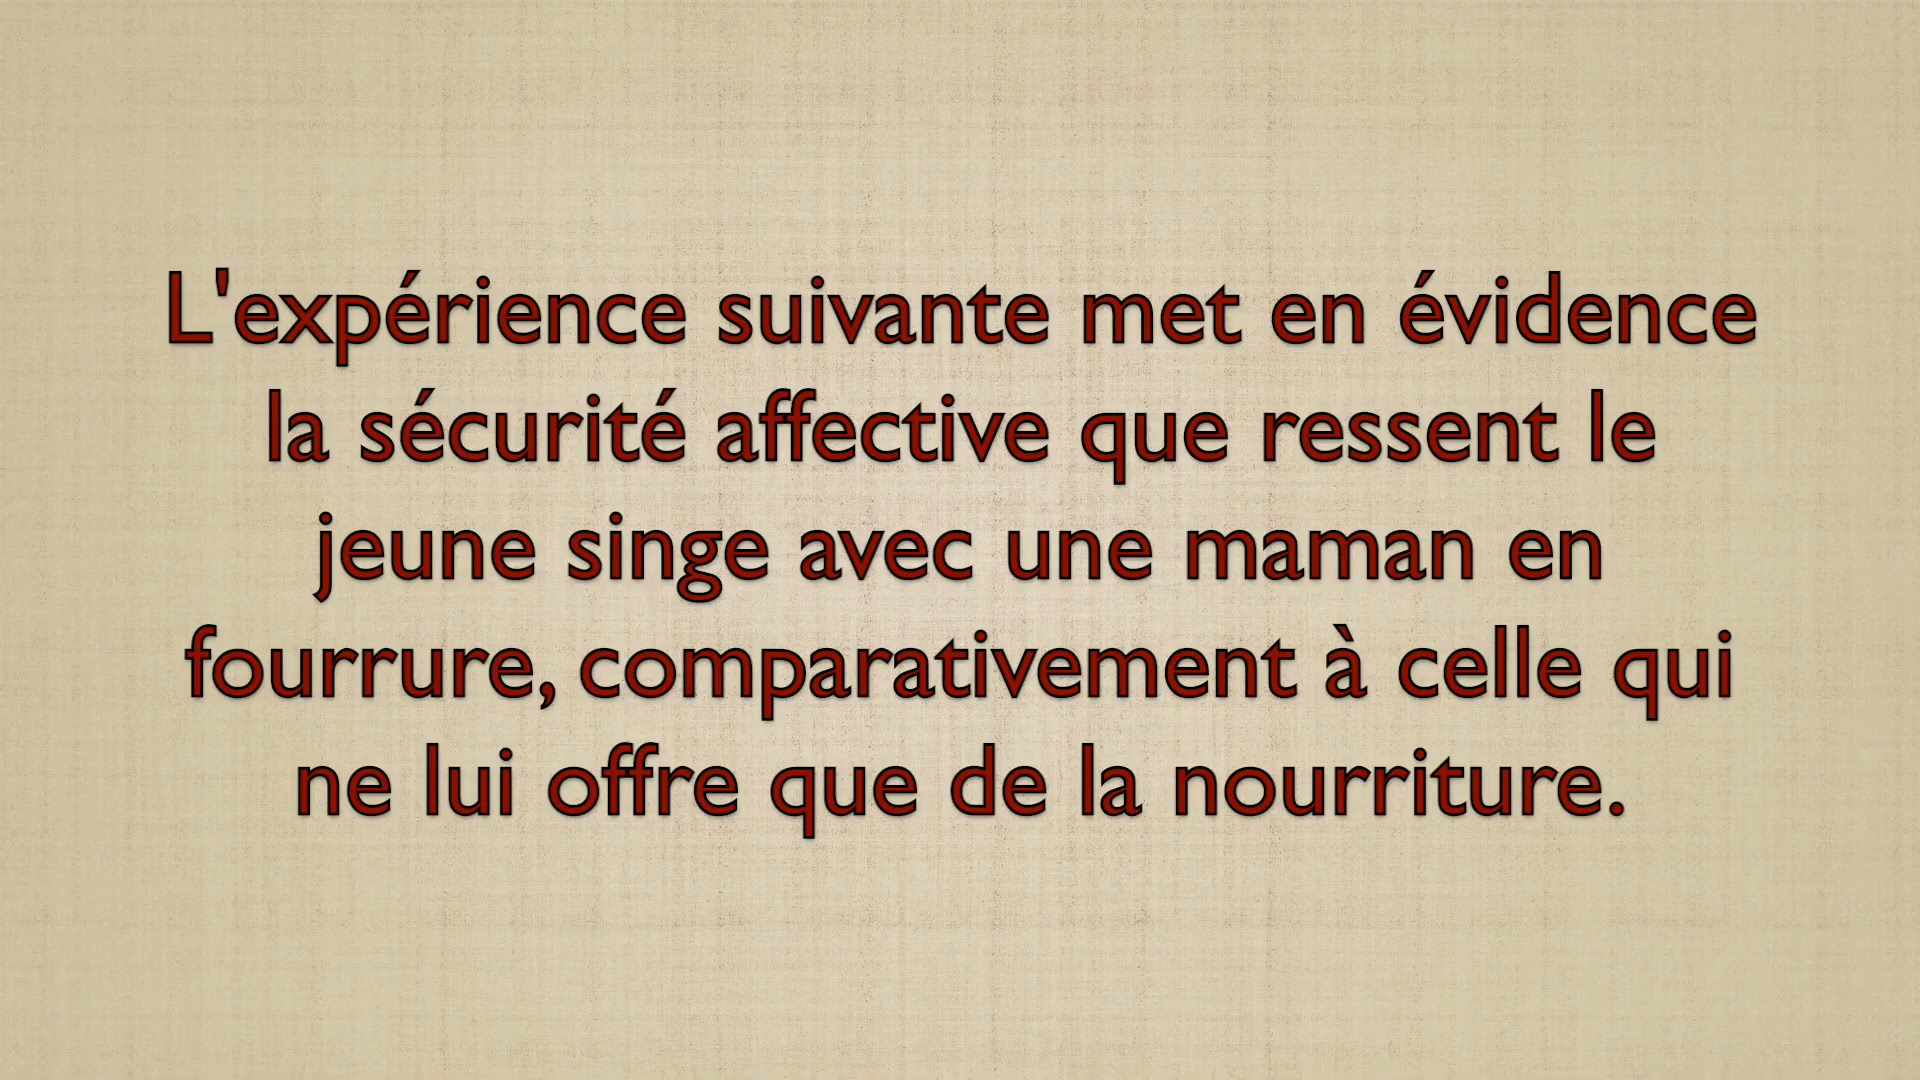 L'expérience suivante met en évidence
la sécurité affective que ressent le
jeune singe avec une maman en
fourrure, comparativement à celle qui
ne lui offre que de la nourriture.